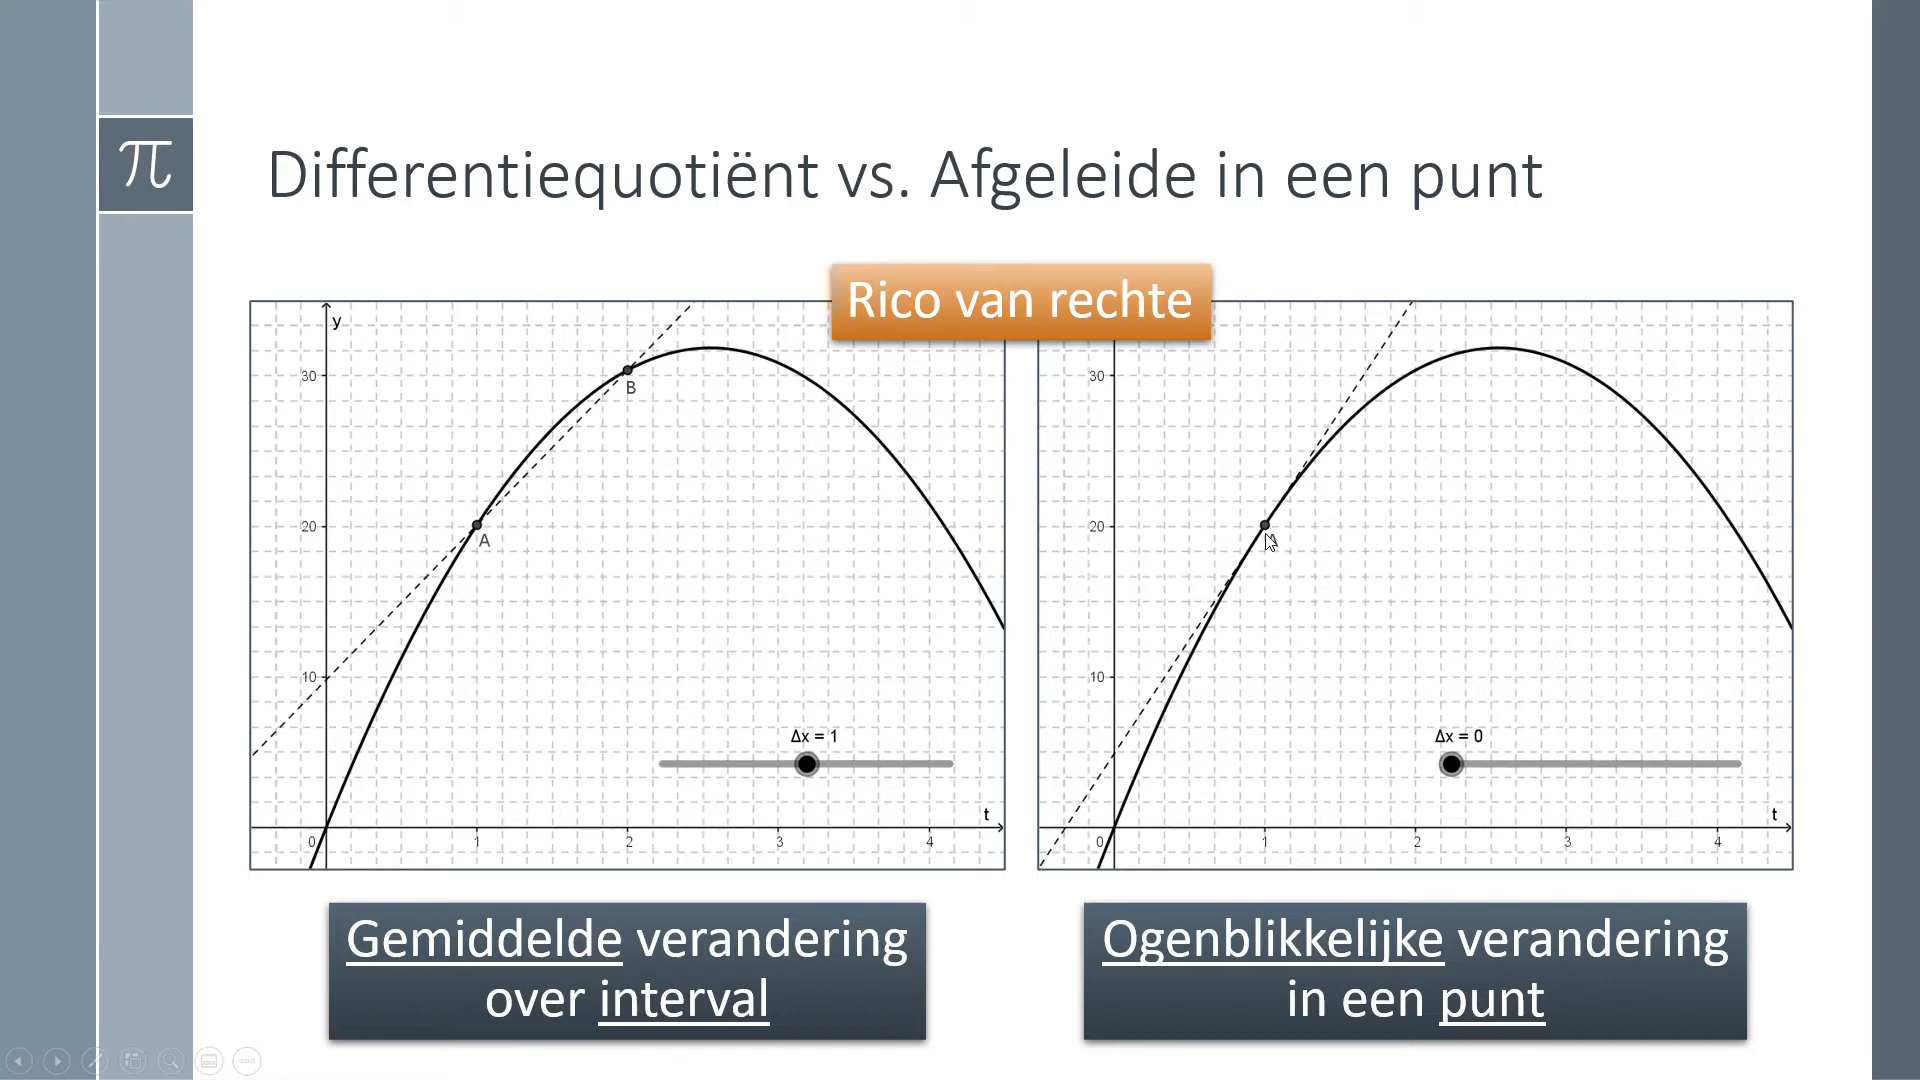 π
Differentiequotiënt vs. Afgeleide in een punt
Rico van rechte
y
30
20
10
0
1
2
3
4
t
A
B
Δx = 1
30
20
10
0
1
2
3
4
t
A
Δx = 0
Gemiddelde verandering
over interval
Ogenblikkelijke verandering
in een punt